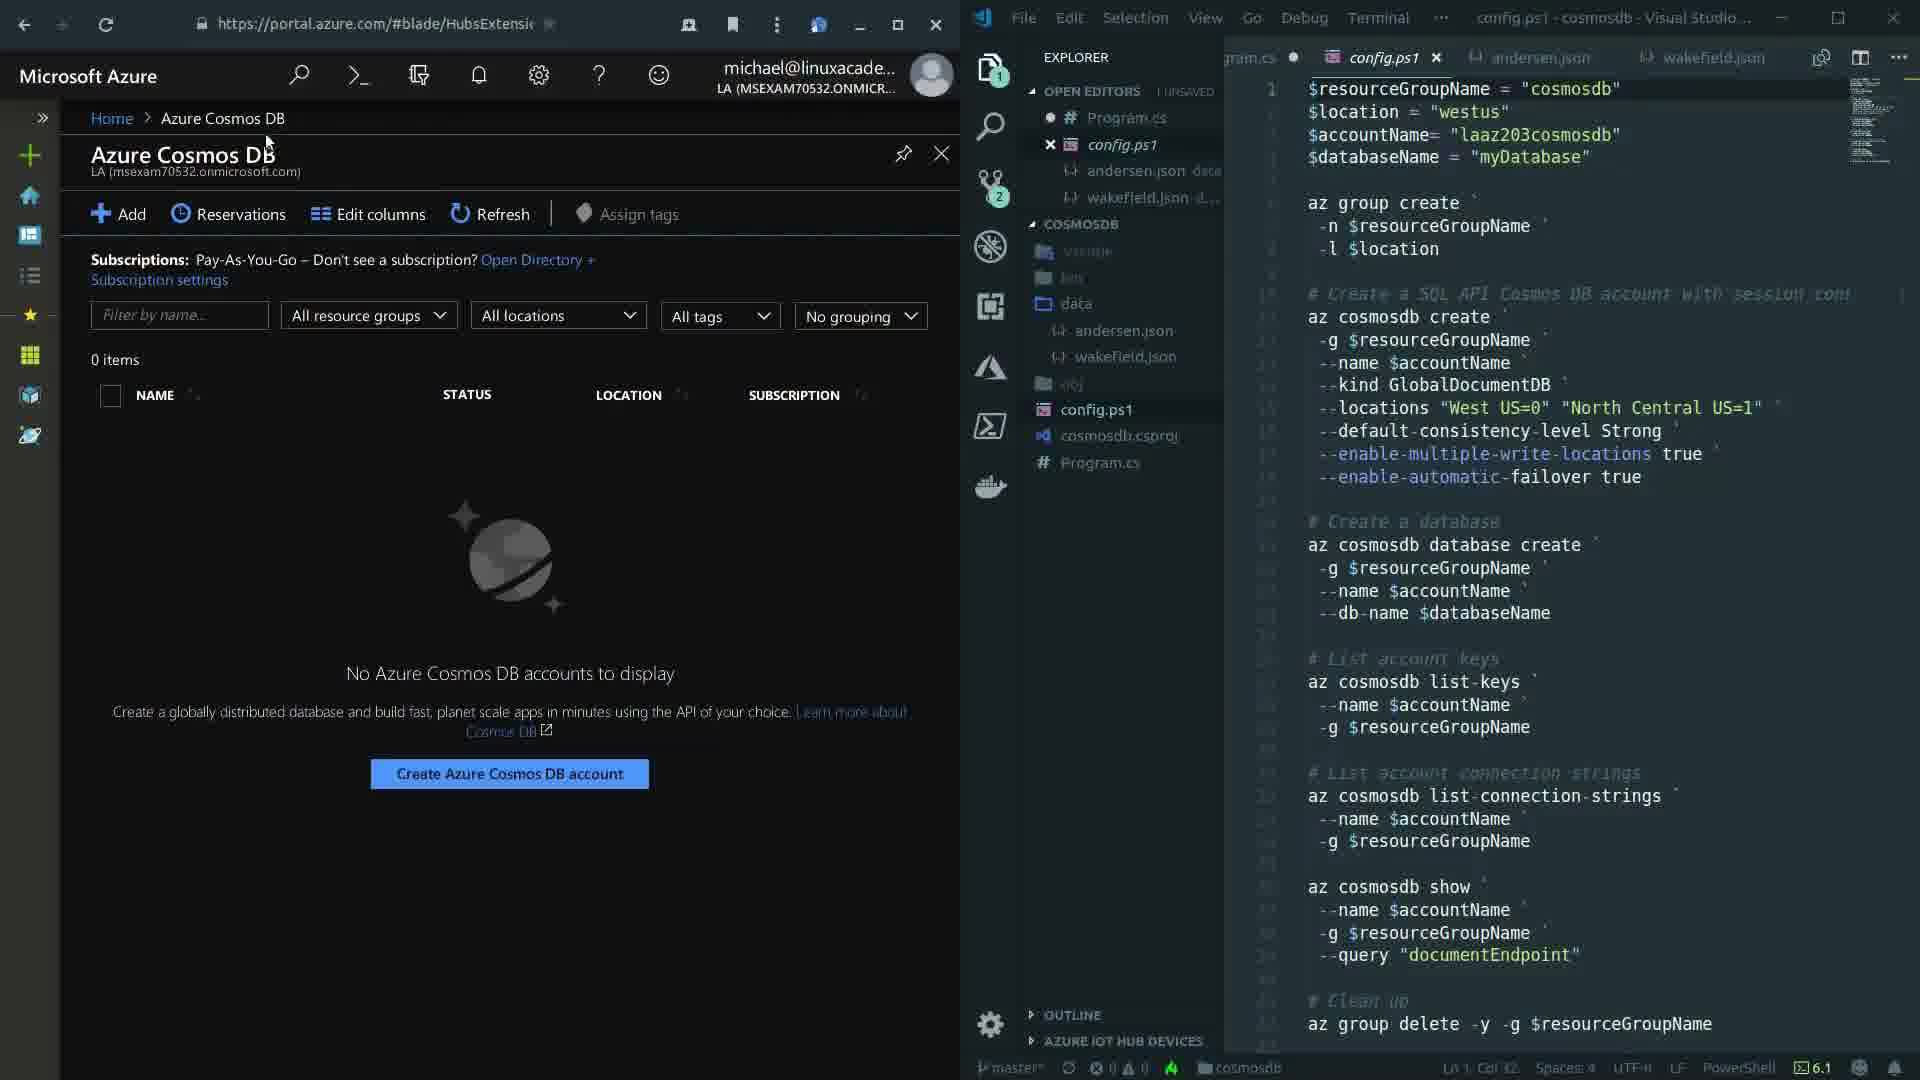 https://portal.azure.com/#blade/HubsExtensi
Microsoft Azure
michael@linuxacade...
LA (MSEXAM70532.ONMICR...
Home > Azure Cosmos DB
Azure Cosmos DB
LA (msexam70532.onmicrosoft.com)
Add
Reservations
Edit columns
Refresh
Assign tags
Subscriptions: Pay-As-You-Go – Don't see a subscription? Open Directory +
Subscription settings
Filter by name...
All resource groups
All locations
All tags
No grouping
0 items
NAME
STATUS
LOCATION
SUBSCRIPTION
No Azure Cosmos DB accounts to display
Create a globally distributed database and build fast, planet scale apps in minutes using the API of your choice. Learn more about
Cosmos DB
Create Azure Cosmos DB account
File Edit Selection View Go Debug Terminal ... config.ps1 - cosmosdb - Visual Studio ...
EXPLORER
OPEN EDITORS 1 UNSAVED
# Program.cs
config.ps1
andersen.json data
wakefield.json d...
COSMOSDB
.vscode
bin
data
andersen.json
wakefield.json
obj
config.ps1
cosmosdb.csproj
# Program.cs
OUTLINE
AZURE IOT HUB DEVICES
gram.cs
config.ps1
andersen.json
wakefield.json
1 $resourceGroupName = "cosmosdb"
$location = "westus"
$accountName= "laaz203cosmosdb"
$databaseName = "myDatabase"
az group create `
-n $resourceGroupName `
-l $location
# Create a SQL API Cosmos DB account with session cons
az cosmosdb create `
-g $resourceGroupName `
--name $accountName `
--kind GlobalDocumentDB `
--locations "West US=0" "North Central US=1" `
--default-consistency-level Strong `
--enable-multiple-write-locations true `
--enable-automatic-failover true
# Create a database
az cosmosdb database create `
-g $resourceGroupName `
--name $accountName `
--db-name $databaseName
# List account keys
az cosmosdb list-keys `
--name $accountName `
-g $resourceGroupName
# List account connection strings
az cosmosdb list-connection-strings `
--name $accountName `
-g $resourceGroupName
az cosmosdb show `
--name $accountName `
-g $resourceGroupName `
--query "documentEndpoint"
# Clean up
az group delete -y -g $resourceGroupName
master* 0 0 cosmosdb
Ln 1, Col 32 Spaces: 4 UTF-8 LF PowerShell 6.1